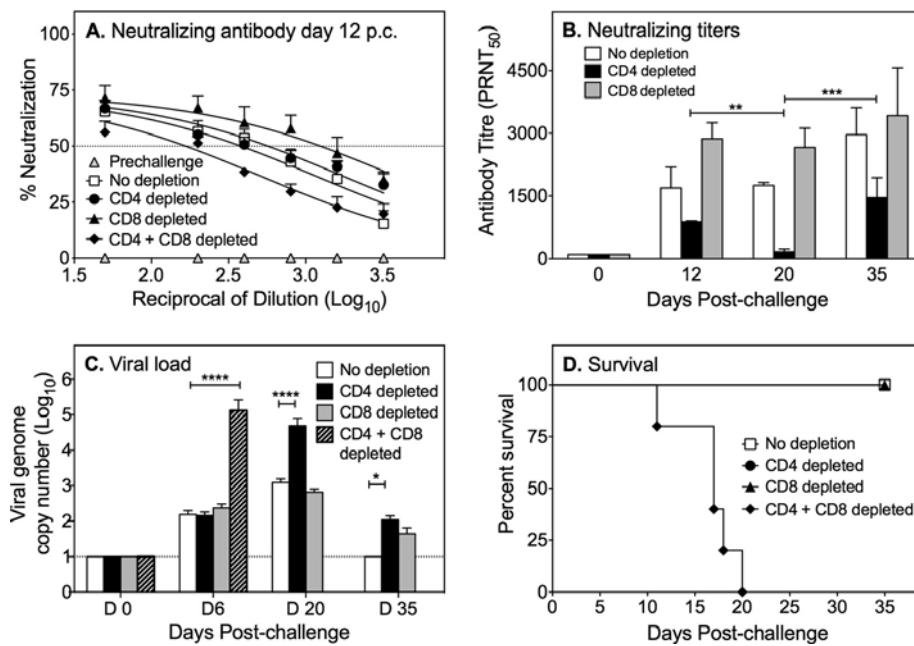 A. Neutralizing antibody day 12 p.c.
100
75
50
25
0
% Neutralization
Prechallenge
No depletion
CD4 depleted
CD8 depleted
CD4 + CD8 depleted
1.5 2.0 2.5 3.0 3.5
Reciprocal of Dilution (Log10)
B. Neutralizing titers
No depletion
CD4 depleted
CD8 depleted
4500
3000
1500
0
Antibody Titre (PRNT50)
** ***
0 12 20 35
Days Post-challenge
C. Viral load
No depletion
CD4 depleted
CD8 depleted
CD4 + CD8
depleted
6
5
4
3
2
1
0
Viral genome
copy number (Log10)
**** **** *
D 0 D6 D 20 D 35
Days Post-challenge
D. Survival
100
75
50
25
0
Percent survival
No depletion
CD4 depleted
CD8 depleted
CD4 + CD8 depleted
0 5 10 15 20 25 30 35
Days Post-challenge